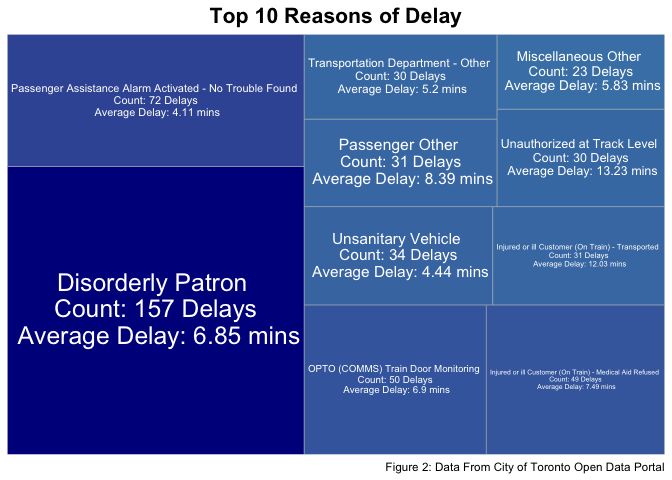 Top 10 Reasons of Delay
Passenger Assistance Alarm Activated - No Trouble Found
Count: 72 Delays
Average Delay: 4.11 mins
Disorderly Patron
Count: 157 Delays
Average Delay: 6.85 mins
Transportation Department - Other
Count: 30 Delays
Average Delay: 5.2 mins
Miscellaneous Other
Count: 23 Delays
Average Delay: 5.83 mins
Passenger Other
Count: 31 Delays
Average Delay: 8.39 mins
Unauthorized at Track Level
Count: 30 Delays
Average Delay: 13.23 mins
Unsanitary Vehicle
Count: 34 Delays
Average Delay: 4.44 mins
Injured or ill Customer (On Train) - Transported
Count: 31 Delays
Average Delay: 12.03 mins
OPTO (COMMS) Train Door Monitoring
Count: 50 Delays
Average Delay: 6.9 mins
Injured or ill Customer (On Train) - Medical Aid Refused
Count: 49 Delays
Average Delay: 7.49 mins
Figure 2: Data From City of Toronto Open Data Portal